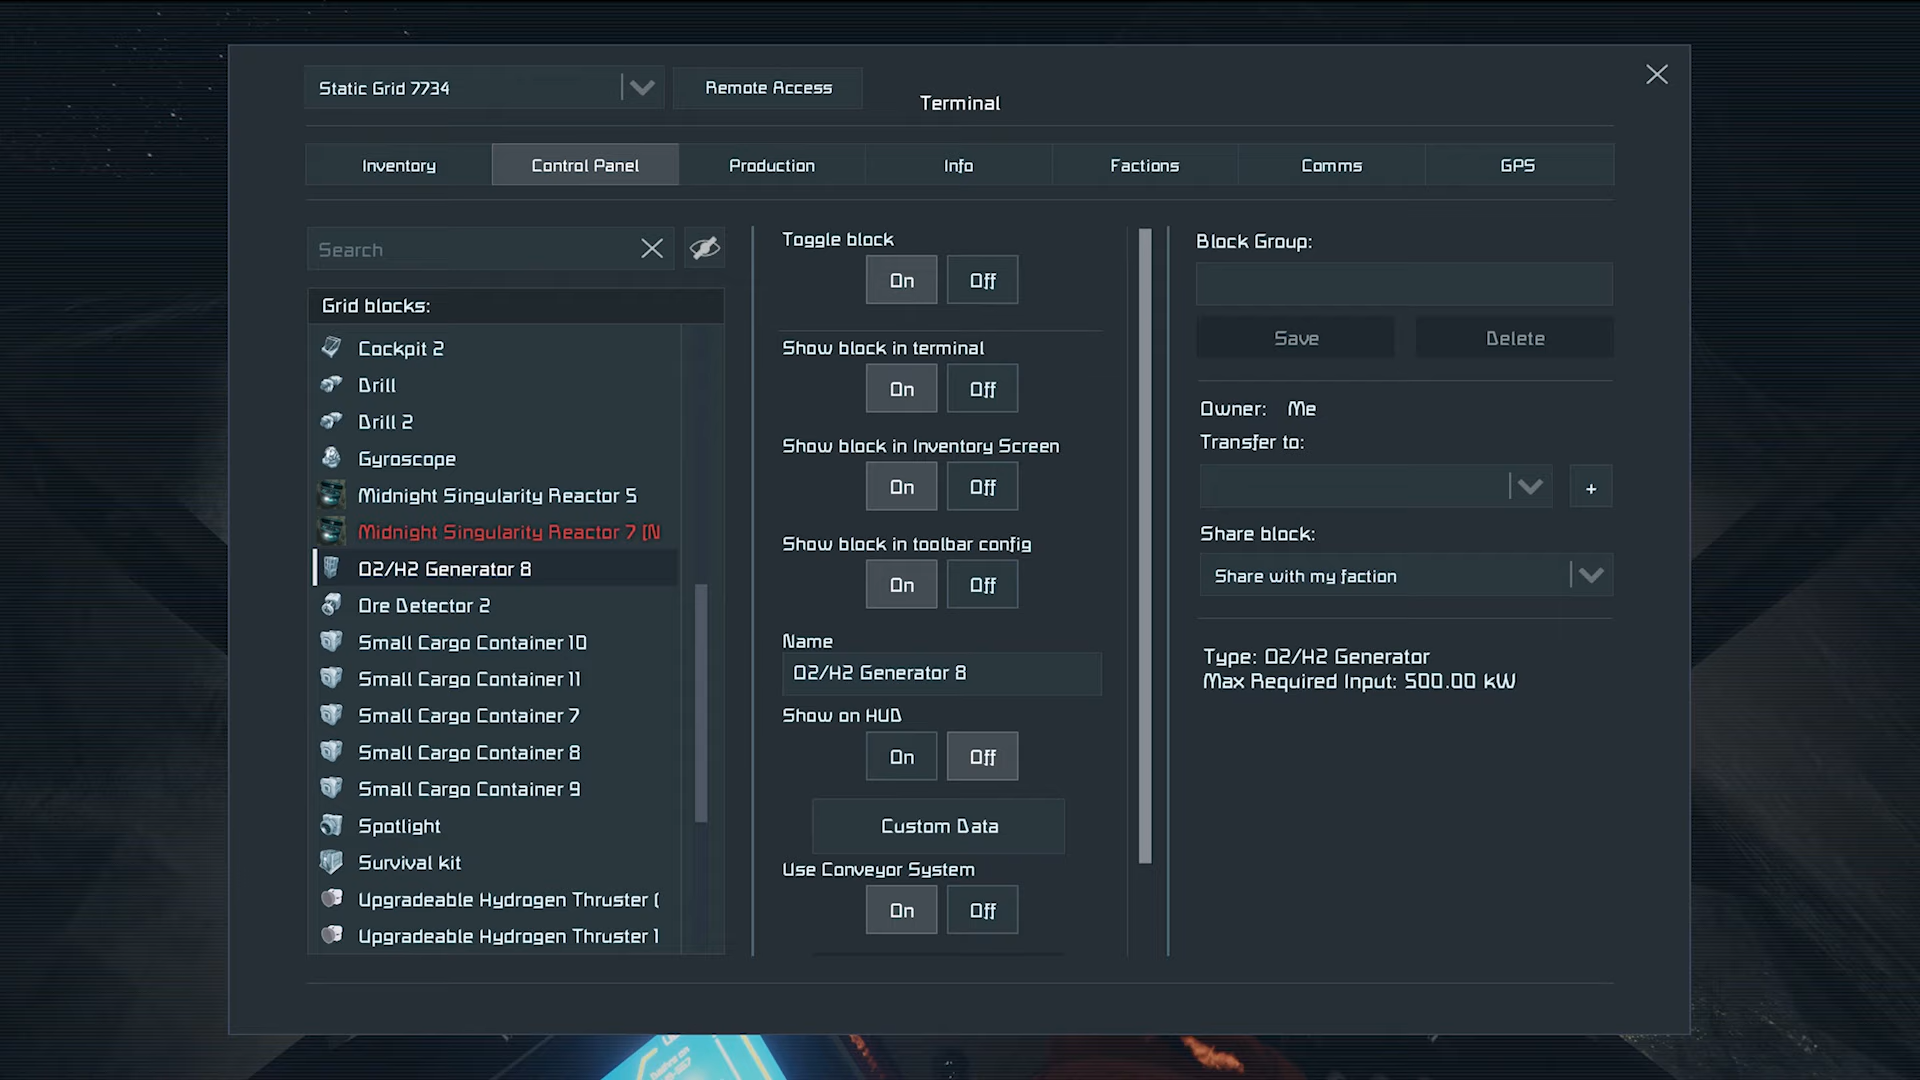 Static Grid 7734
Remote Access
Terminal
Inventory
Control Panel
Production
Info
Factions
Comms
GPS
Search
Grid blocks:
Cockpit 2
Drill
Drill 2
Gyroscope
Midnight Singularity Reactor 5
Midnight Singularity Reactor 7 [N
O2/H2 Generator 8
Ore Detector 2
Small Cargo Container 10
Small Cargo Container 11
Small Cargo Container 7
Small Cargo Container 8
Small Cargo Container 9
Spotlight
Survival kit
Upgradeable Hydrogen Thruster (
Upgradeable Hydrogen Thruster 1
Toggle block
On Off
Show block in terminal
On Off
Show block in Inventory Screen
On Off
Show block in toolbar config
On Off
Name
O2/H2 Generator 8
Show on HUD
On Off
Custom Data
Use Conveyor System
On Off
Block Group:
Save Delete
Owner: Me
Transfer to:
+
Share block:
Share with my faction
Type: O2/H2 Generator
Max Required Input: 500.00 kW